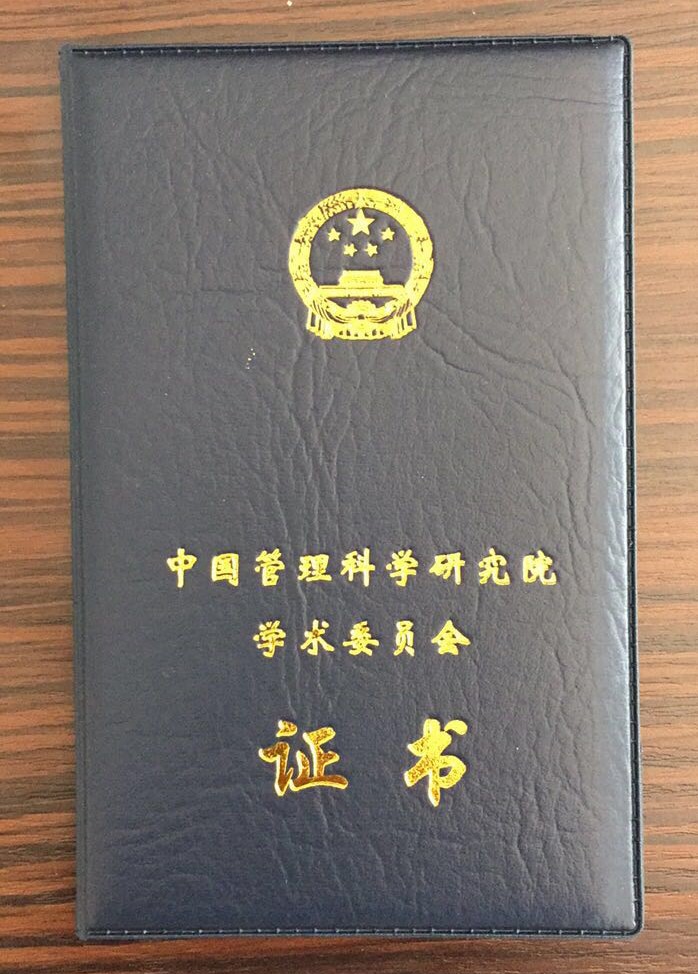 中国管理科学研究院
学术委员会
证书